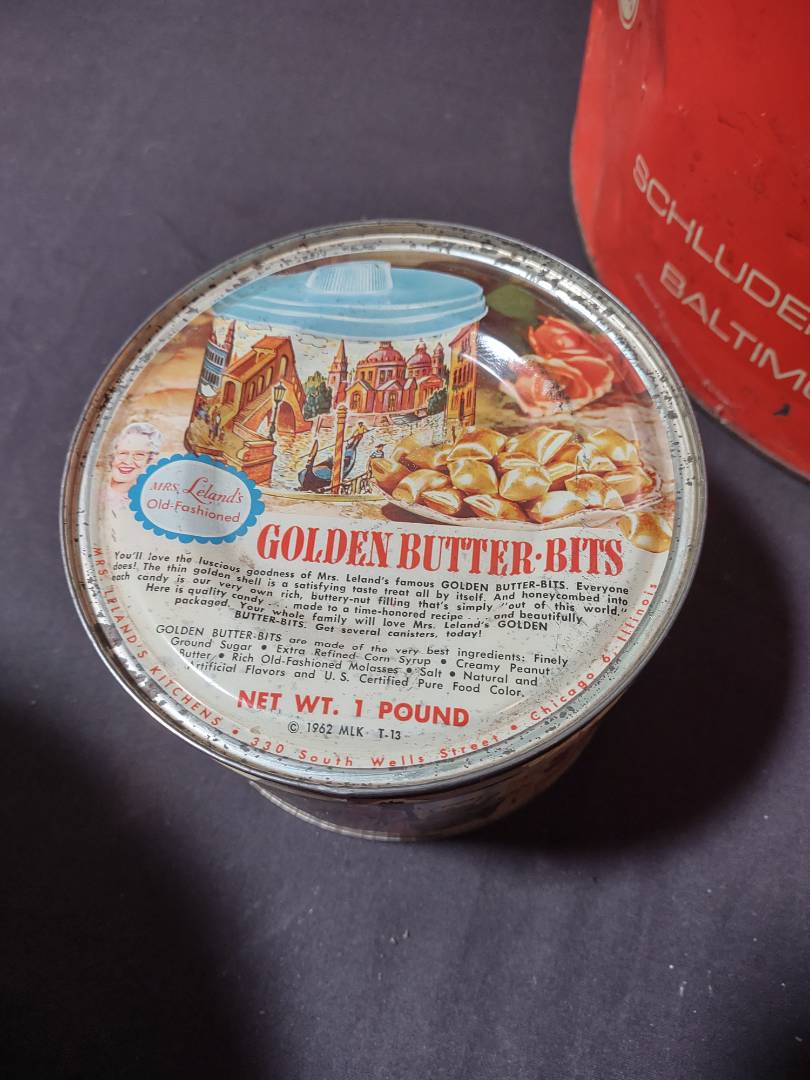 SCHLUDE
BALTIM
MRS. Leland's
Old-Fashioned
GOLDEN BUTTER-BITS
You'll love the luscious goodness of Mrs. Leland's famous GOLDEN BUTTER-BITS. Everyone
does! The thin golden shell is a satisfying taste treat all by itself. And honeycombed into
each candy is our very own rich, buttery-nut filling that's simply "out of this world."
Here is quality candy . . . made to a time-honored recipe . . . and beautifully
packaged. Your whole family will love Mrs. Leland's GOLDEN
BUTTER-BITS. Get several canisters, today!
GOLDEN BUTTER-BITS are made of the very best ingredients: Finely
Ground Sugar • Extra Refined Corn Syrup • Creamy Peanut
Butter • Rich Old-Fashioned Molasses • Salt • Natural and
Artificial Flavors and U.S. Certified Pure Food Color.
NET WT. 1 POUND
© 1962 MLK T-13
MRS. LELAND'S KITCHENS • 330 South Wells Street • Chicago 6, Illinois